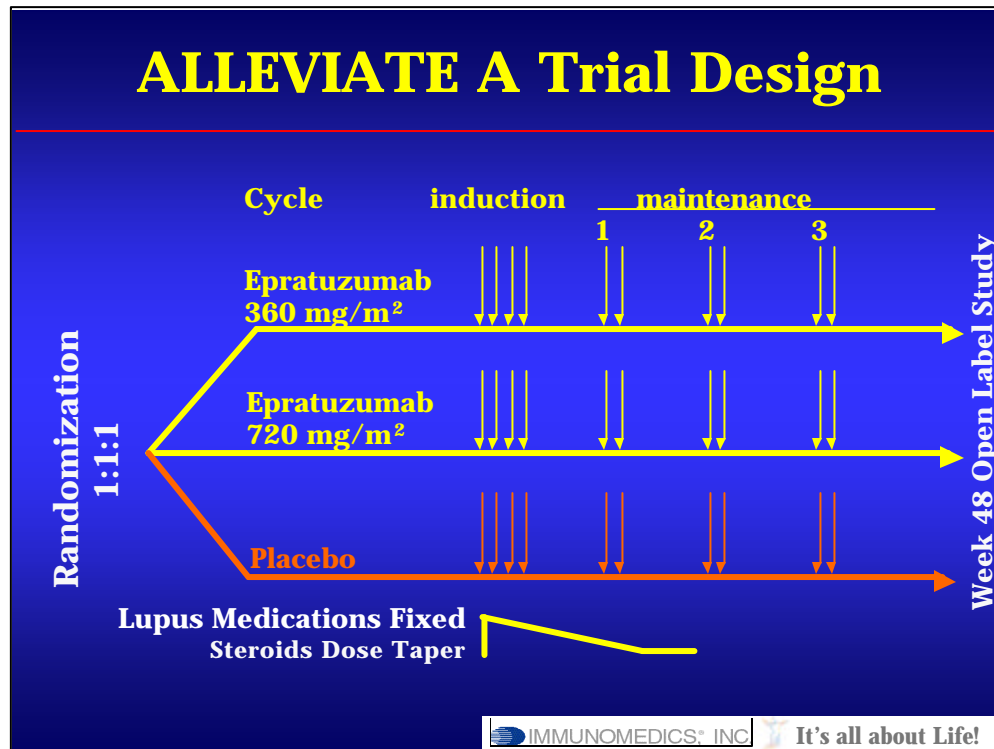 ALLEVIATE A Trial Design
Cycle induction maintenance
1 2 3
Epratuzumab
360 mg/m²
Epratuzumab
720 mg/m²
Placebo
Randomization
1:1:1
Week 48 Open Label Study
Lupus Medications Fixed
Steroids Dose Taper
IMMUNOMEDICS, INC
It's all about Life!